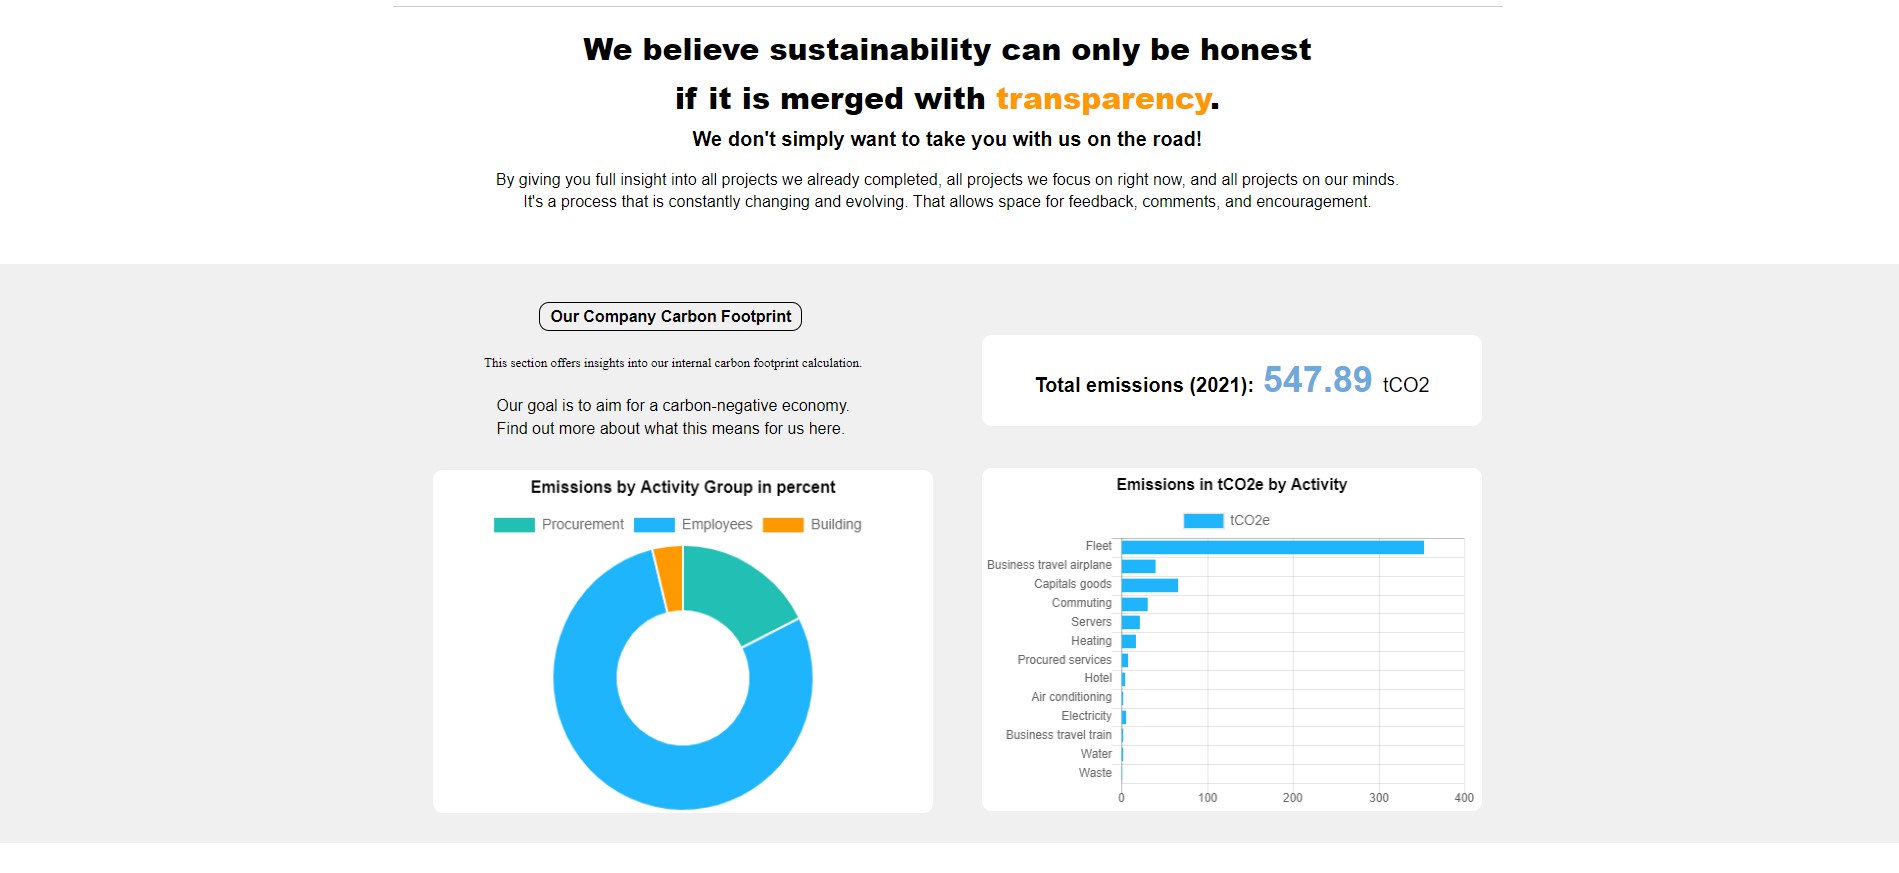 We believe sustainability can only be honest
if it is merged with transparency.
We don't simply want to take you with us on the road!
By giving you full insight into all projects we already completed, all projects we focus on right now, and all projects on our minds.
It's a process that is constantly changing and evolving. That allows space for feedback, comments, and encouragement.
Our Company Carbon Footprint
This section offers insights into our internal carbon footprint calculation.
Our goal is to aim for a carbon-negative economy.
Find out more about what this means for us here.
Total emissions (2021): 547.89 tCO2
Emissions by Activity Group in percent
Procurement Employees Building
Emissions in tCO2e by Activity
tCO2e
Fleet
Business travel airplane
Capitals goods
Commuting
Servers
Heating
Procured services
Hotel
Air conditioning
Electricity
Business travel train
Water
Waste
0 100 200 300 400